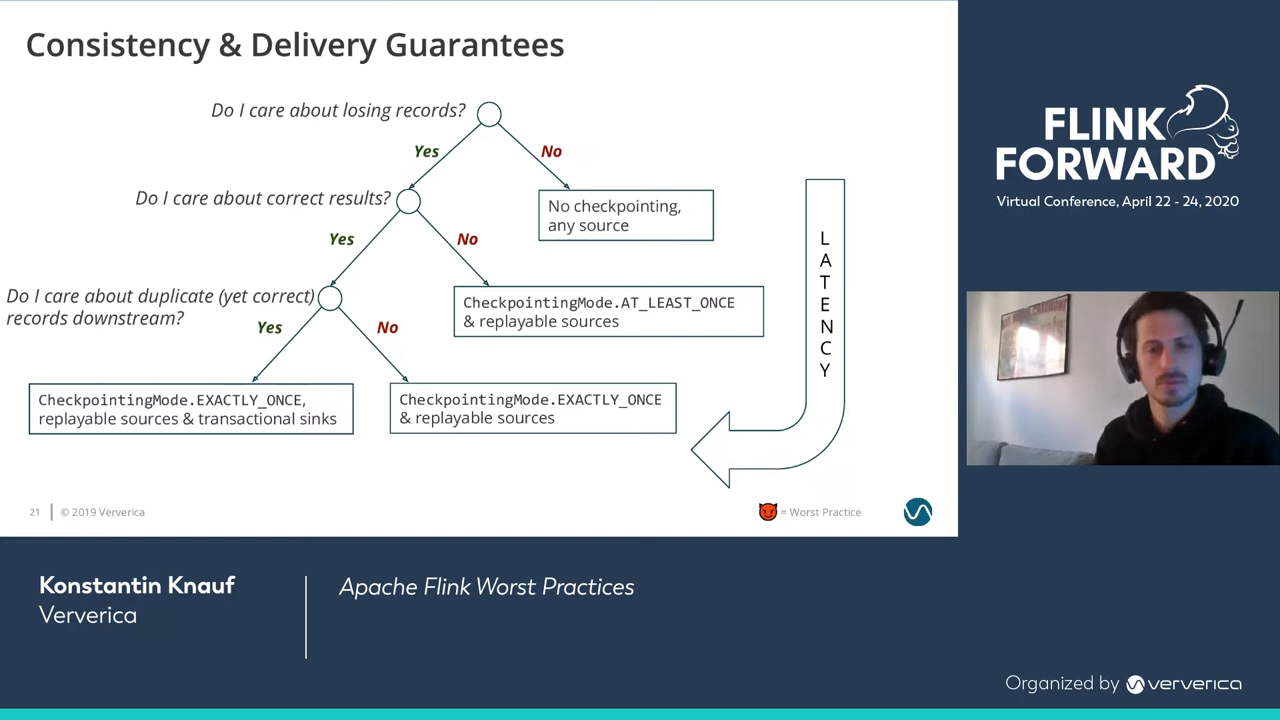 Consistency & Delivery Guarantees
Do I care about losing records?
Yes
No
Do I care about correct results?
No checkpointing,
any source
Yes
No
Do I care about duplicate (yet correct)
records downstream?
CheckpointingMode.AT_LEAST_ONCE
& replayable sources
Yes
No
CheckpointingMode.EXACTLY_ONCE,
replayable sources & transactional sinks
CheckpointingMode.EXACTLY_ONCE
& replayable sources
L
A
T
E
N
C
Y
21
© 2019 Ververica
= Worst Practice
FLINK
FORWARD
Virtual Conference, April 22 - 24, 2020
Konstantin Knauf
Ververica
Apache Flink Worst Practices
Organized by ververica